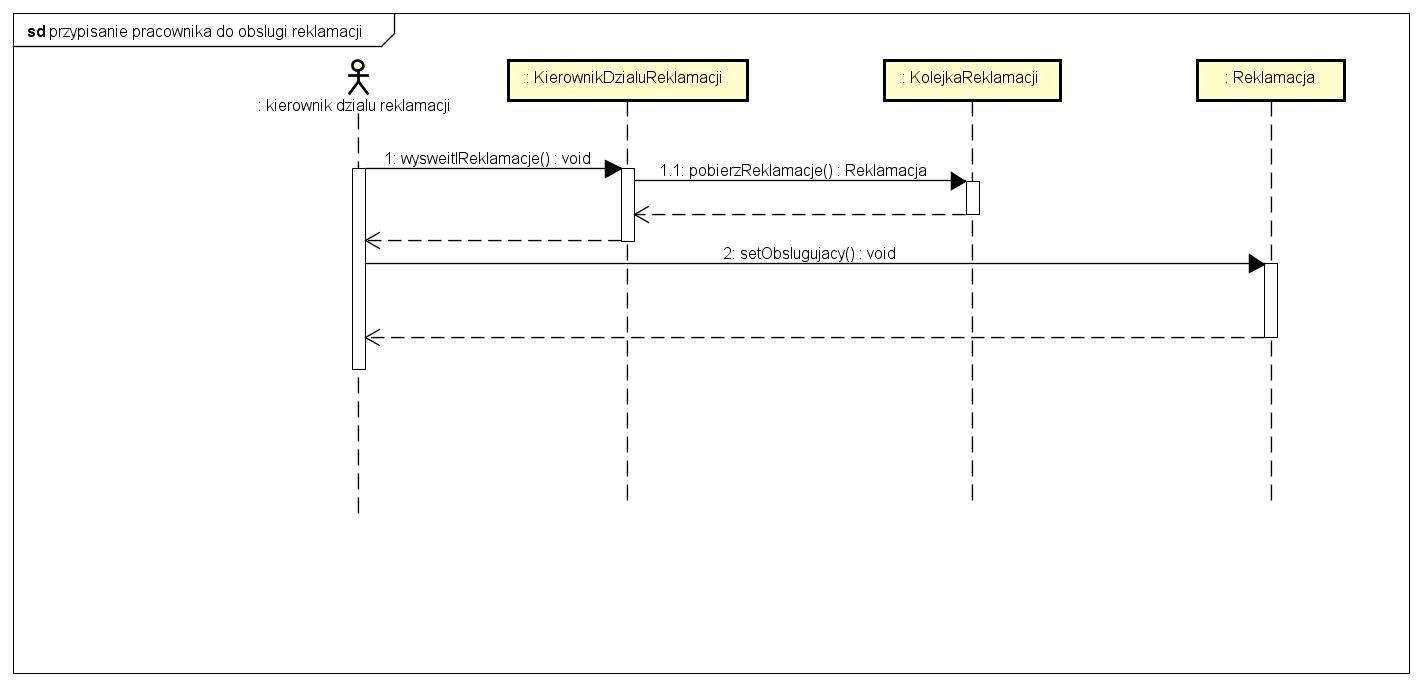 sd przypisanie pracownika do obslugi reklamacji
: kierownik dzialu reklamacji
: KierownikDzialuReklamacji
: KolejkaReklamacji
: Reklamacja
1: wysweitlReklamacje() : void
1.1: pobierzReklamacje() : Reklamacja
2: setObslugujacy() : void